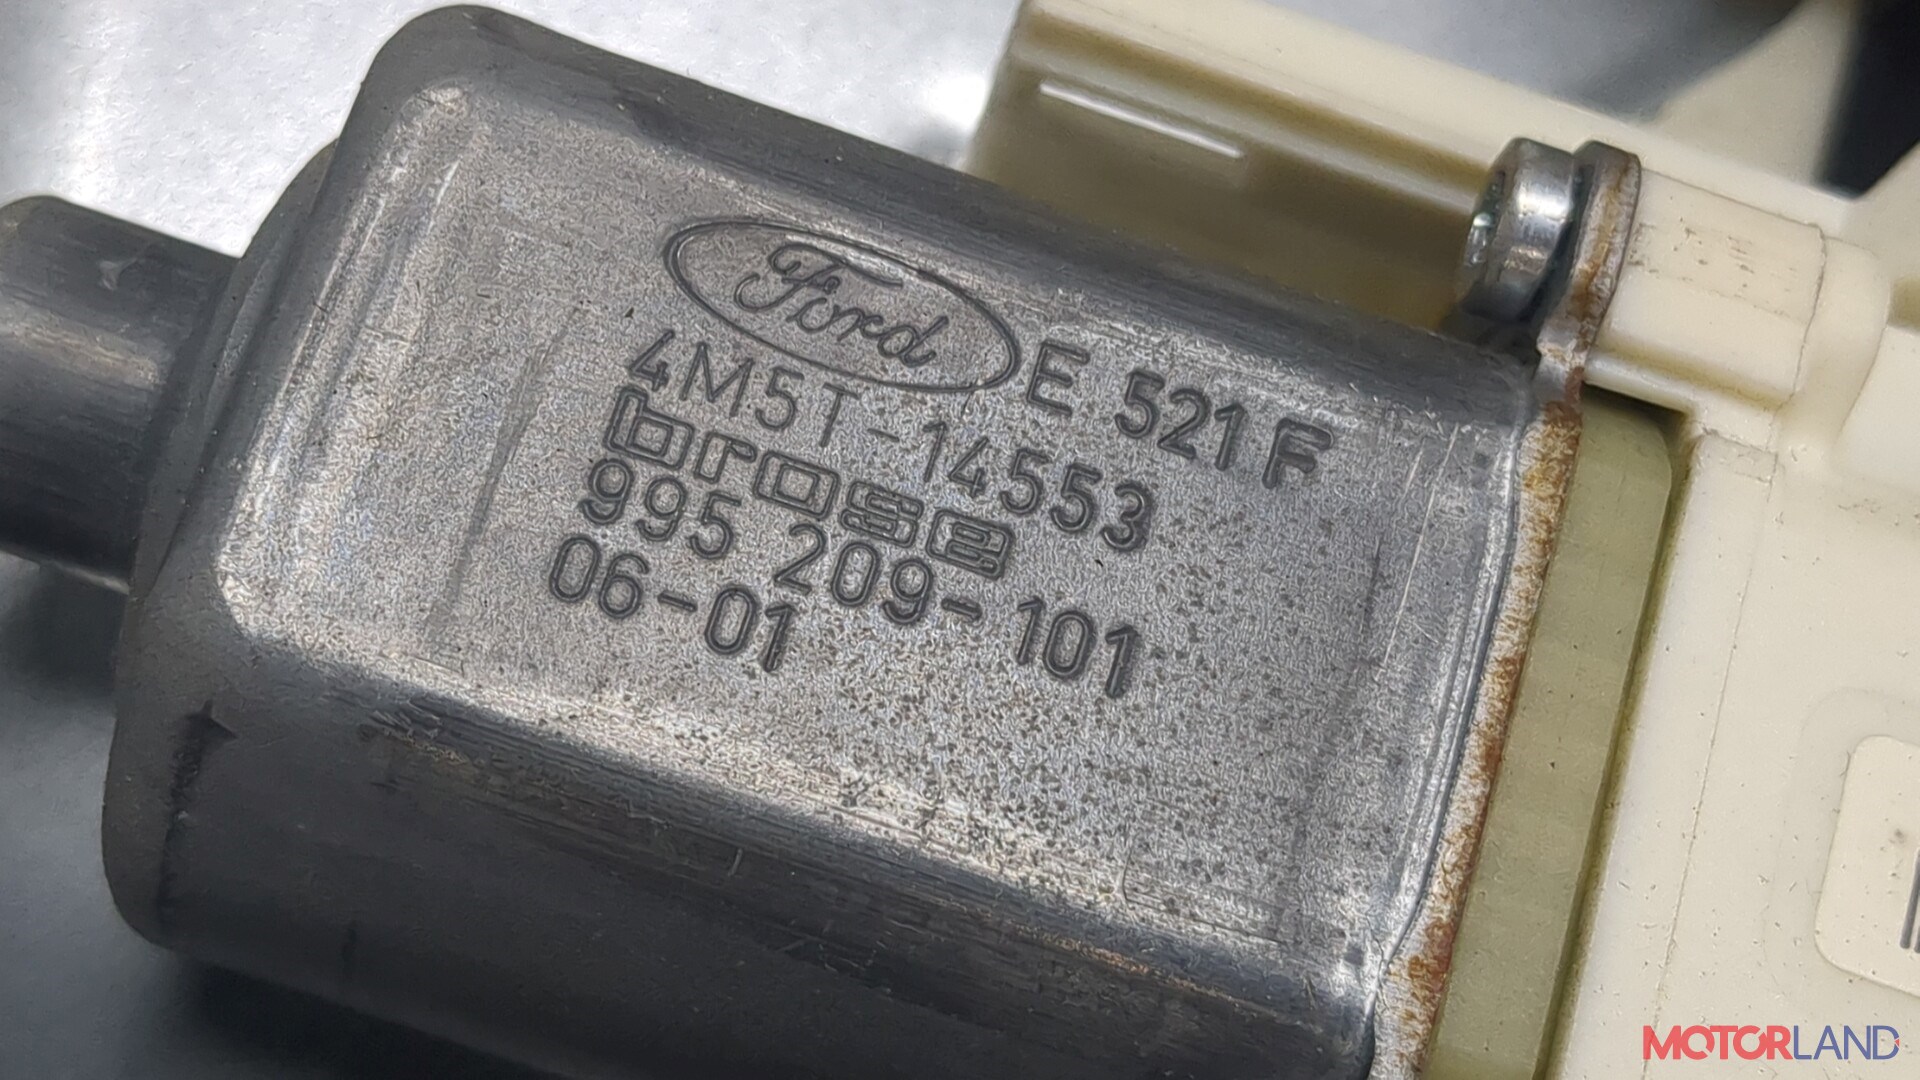 Ford E 521 F
4M5T-14553
brose
995 209-101
06-01
MOTORLAND